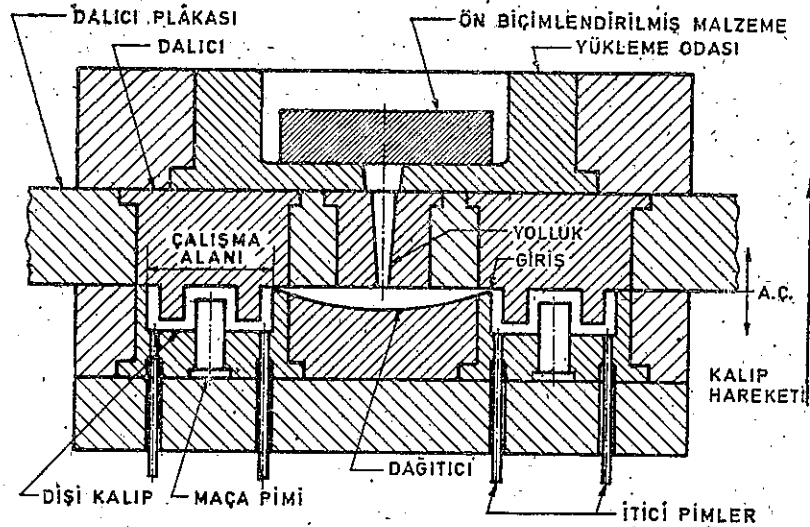 DALICI PLÂKASI
DALICI
ÖN BİÇİMLENDİRİLMİŞ MALZEME
YÜKLEME ODASI
ÇALIŞMA
ALANI
YOLLUK
GİRİŞ
A.Ç.
KALIP
HAREKETİ
DİŞİ KALIP
MAÇA PİMİ
DAĞITICI
İTİCİ PİMLER